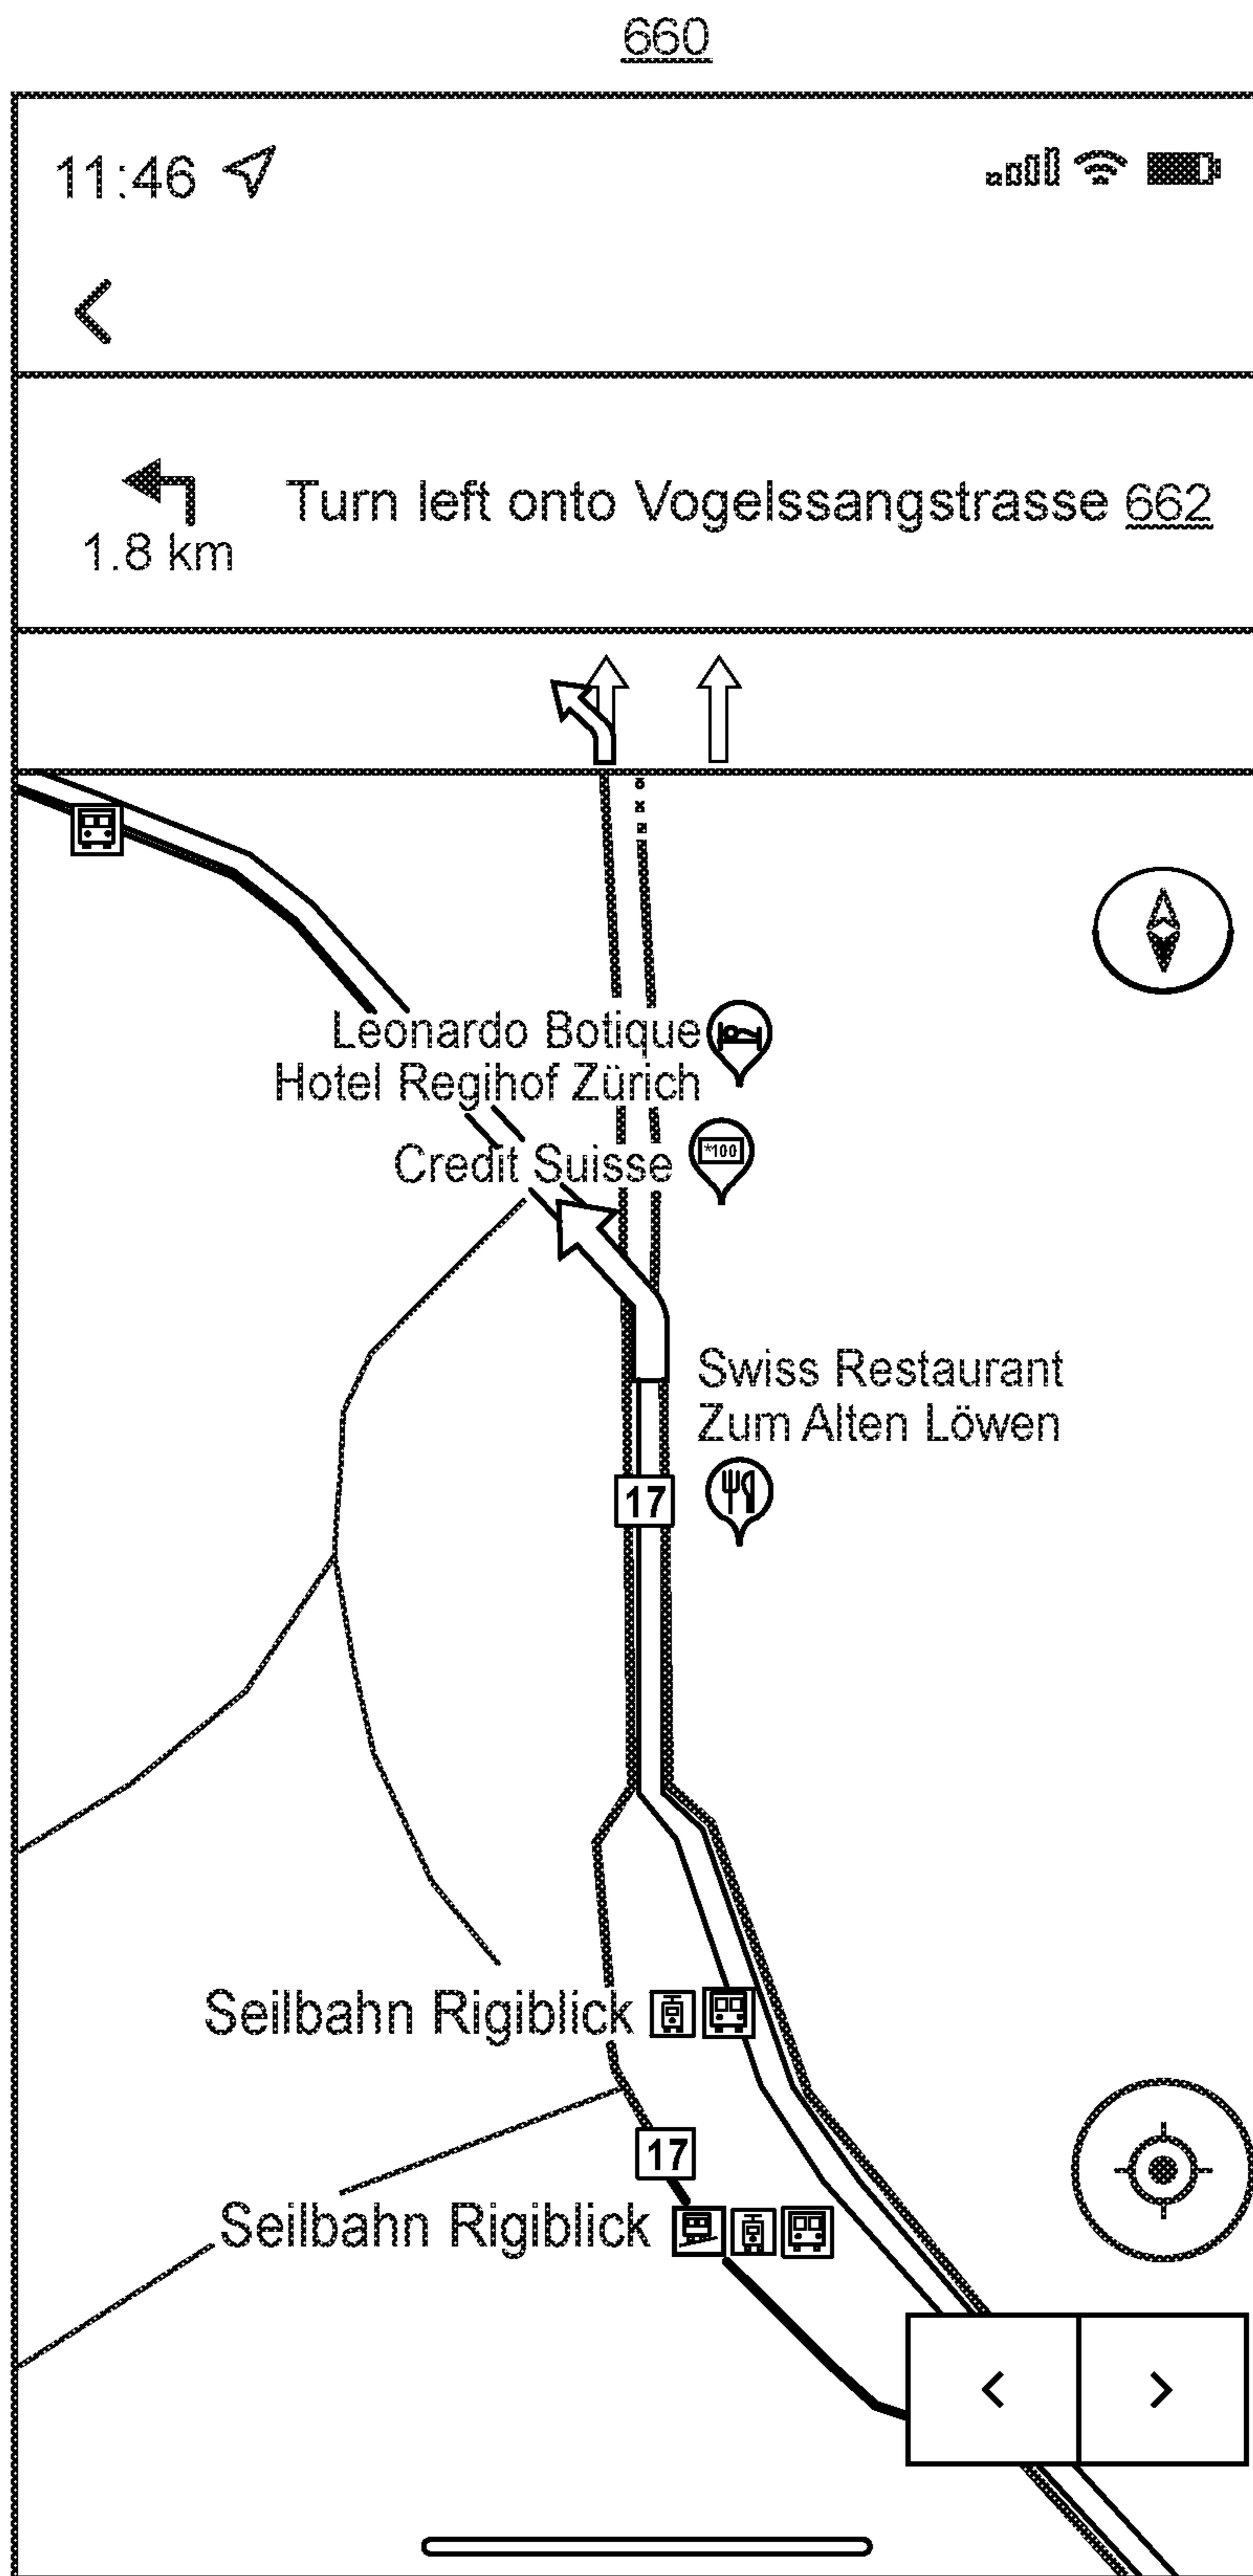 660
11:46
Turn left onto Vogelssangstrasse 662
1.8 km
Leonardo Botique
Hotel Regihof Zürich
Credit Suisse
*100
Swiss Restaurant
Zum Alten Löwen
17
Seilbahn Rigiblick
17
Seilbahn Rigiblick